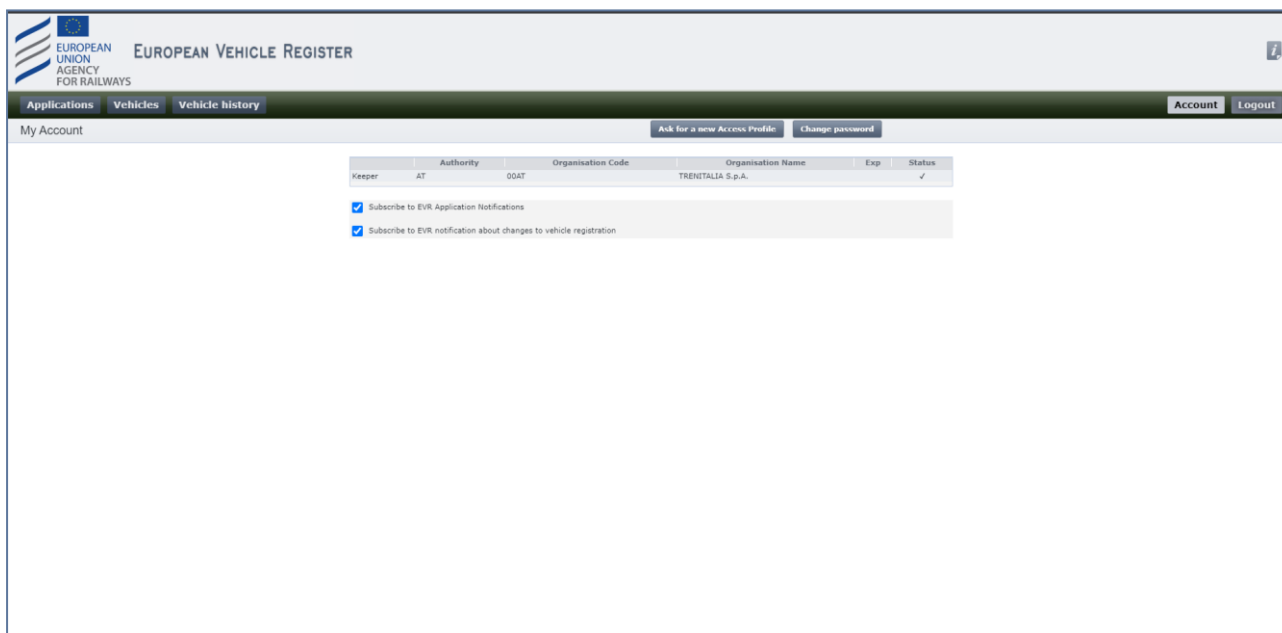 EUROPEAN
UNION
AGENCY
FOR RAILWAYS
EUROPEAN VEHICLE REGISTER
i
Applications Vehicles Vehicle history Account Logout
My Account Ask for a new Access Profile Change password
Authority Organisation Code Organisation Name Exp Status
Keeper AT 00AT TRENITALIA S.p.A. ✓
Subscribe to EVR Application Notifications
Subscribe to EVR notification about changes to vehicle registration